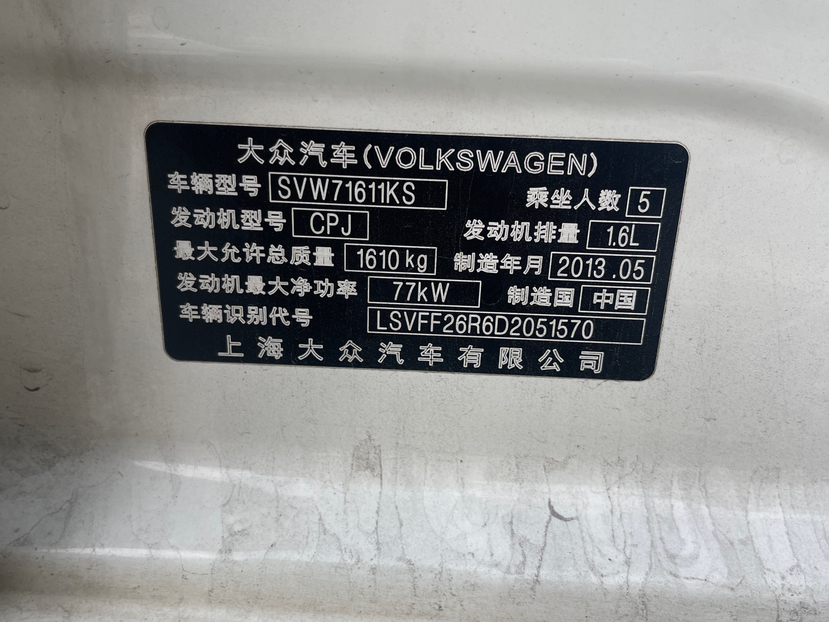 大众汽车(VOLKSWAGEN)
车辆型号 SVW71611KS 乘坐人数 5
发动机型号 CPJ 发动机排量 1.6L
最大允许总质量 1610kg 制造年月 2013.05
发动机最大净功率 77kW 制造国 中国
车辆识别代号 LSVFF26R6D2051570
上海大众汽车有限公司